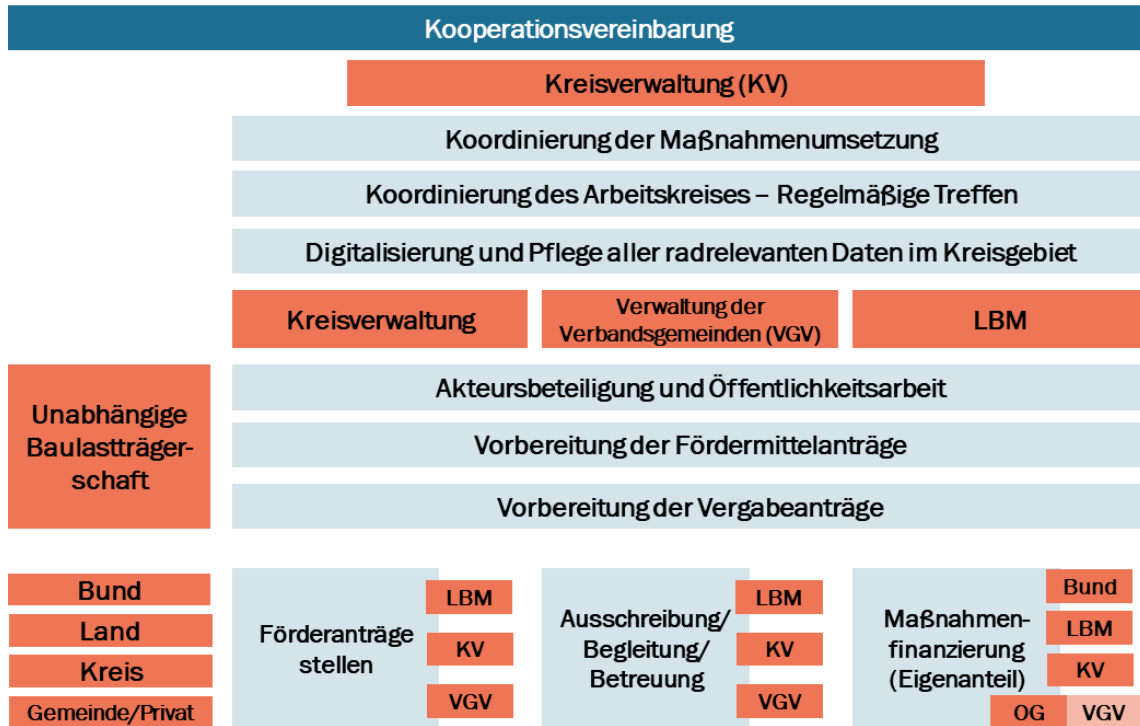 Kooperationsvereinbarung
Kreisverwaltung (KV)
Koordinierung der Maßnahmenumsetzung
Koordinierung des Arbeitskreises – Regelmäßige Treffen
Digitalisierung und Pflege aller radrelevanten Daten im Kreisgebiet
Kreisverwaltung
Verwaltung der
Verbandsgemeinden (VGV)
LBM
Unabhängige
Baulastträger-
schaft
Akteursbeteiligung und Öffentlichkeitsarbeit
Vorbereitung der Fördermittelanträge
Vorbereitung der Vergabeanträge
Bund
Land
Kreis
Gemeinde/Privat
Förderanträge
stellen
LBM
KV
VGV
Ausschreibung/
Begleitung/
Betreuung
LBM
KV
VGV
Maßnahmen-
finanzierung
(Eigenanteil)
Bund
LBM
KV
OG VGV